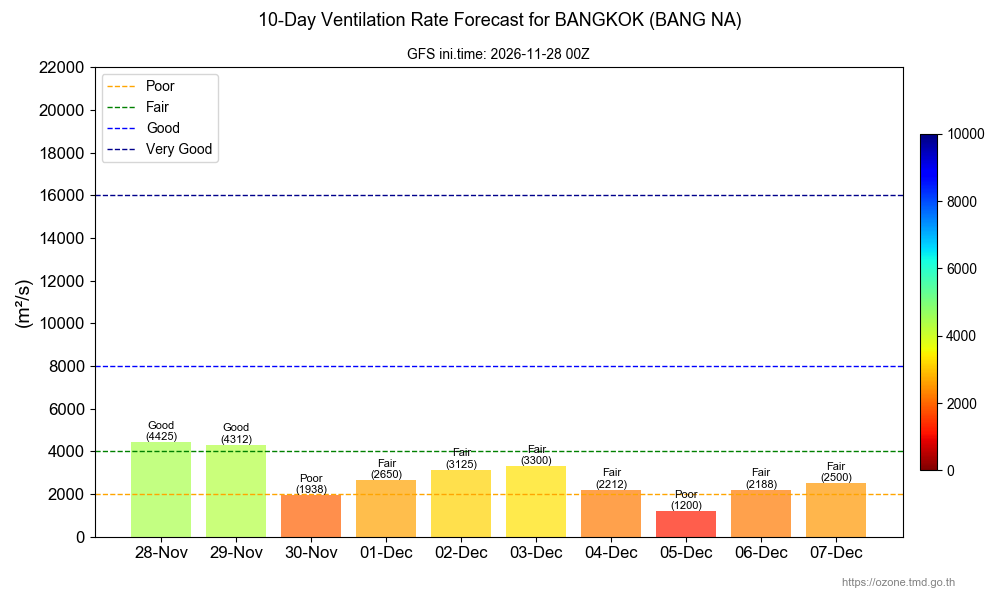 10-Day Ventilation Rate Forecast for BANGKOK (BANG NA)
GFS ini.time: 2026-11-28 00Z
22000
20000
18000
16000
14000
12000
10000
8000
6000
4000
2000
0
(m²/s)
Poor
Fair
Good
Very Good
Good
(4425)
Good
(4312)
Poor
(1938)
Fair
(2650)
Fair
(3125)
Fair
(3300)
Fair
(2212)
Poor
(1200)
Fair
(2188)
Fair
(2500)
28-Nov
29-Nov
30-Nov
01-Dec
02-Dec
03-Dec
04-Dec
05-Dec
06-Dec
07-Dec
10000
8000
6000
4000
2000
0
https://ozone.tmd.go.th